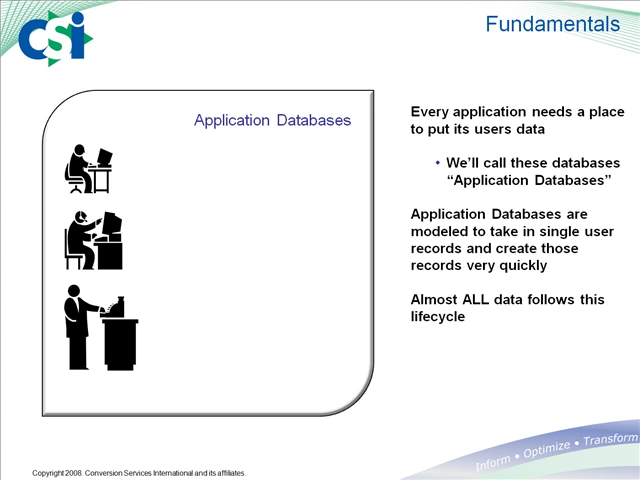 CSi
Fundamentals
Application Databases
Every application needs a place
to put its users data
• We'll call these databases
“Application Databases”
Application Databases are
modeled to take in single user
records and create those
records very quickly
Almost ALL data follows this
lifecycle
Inform • Optimize • Transform
Copyright 2008. Conversion Services International and its affiliates.